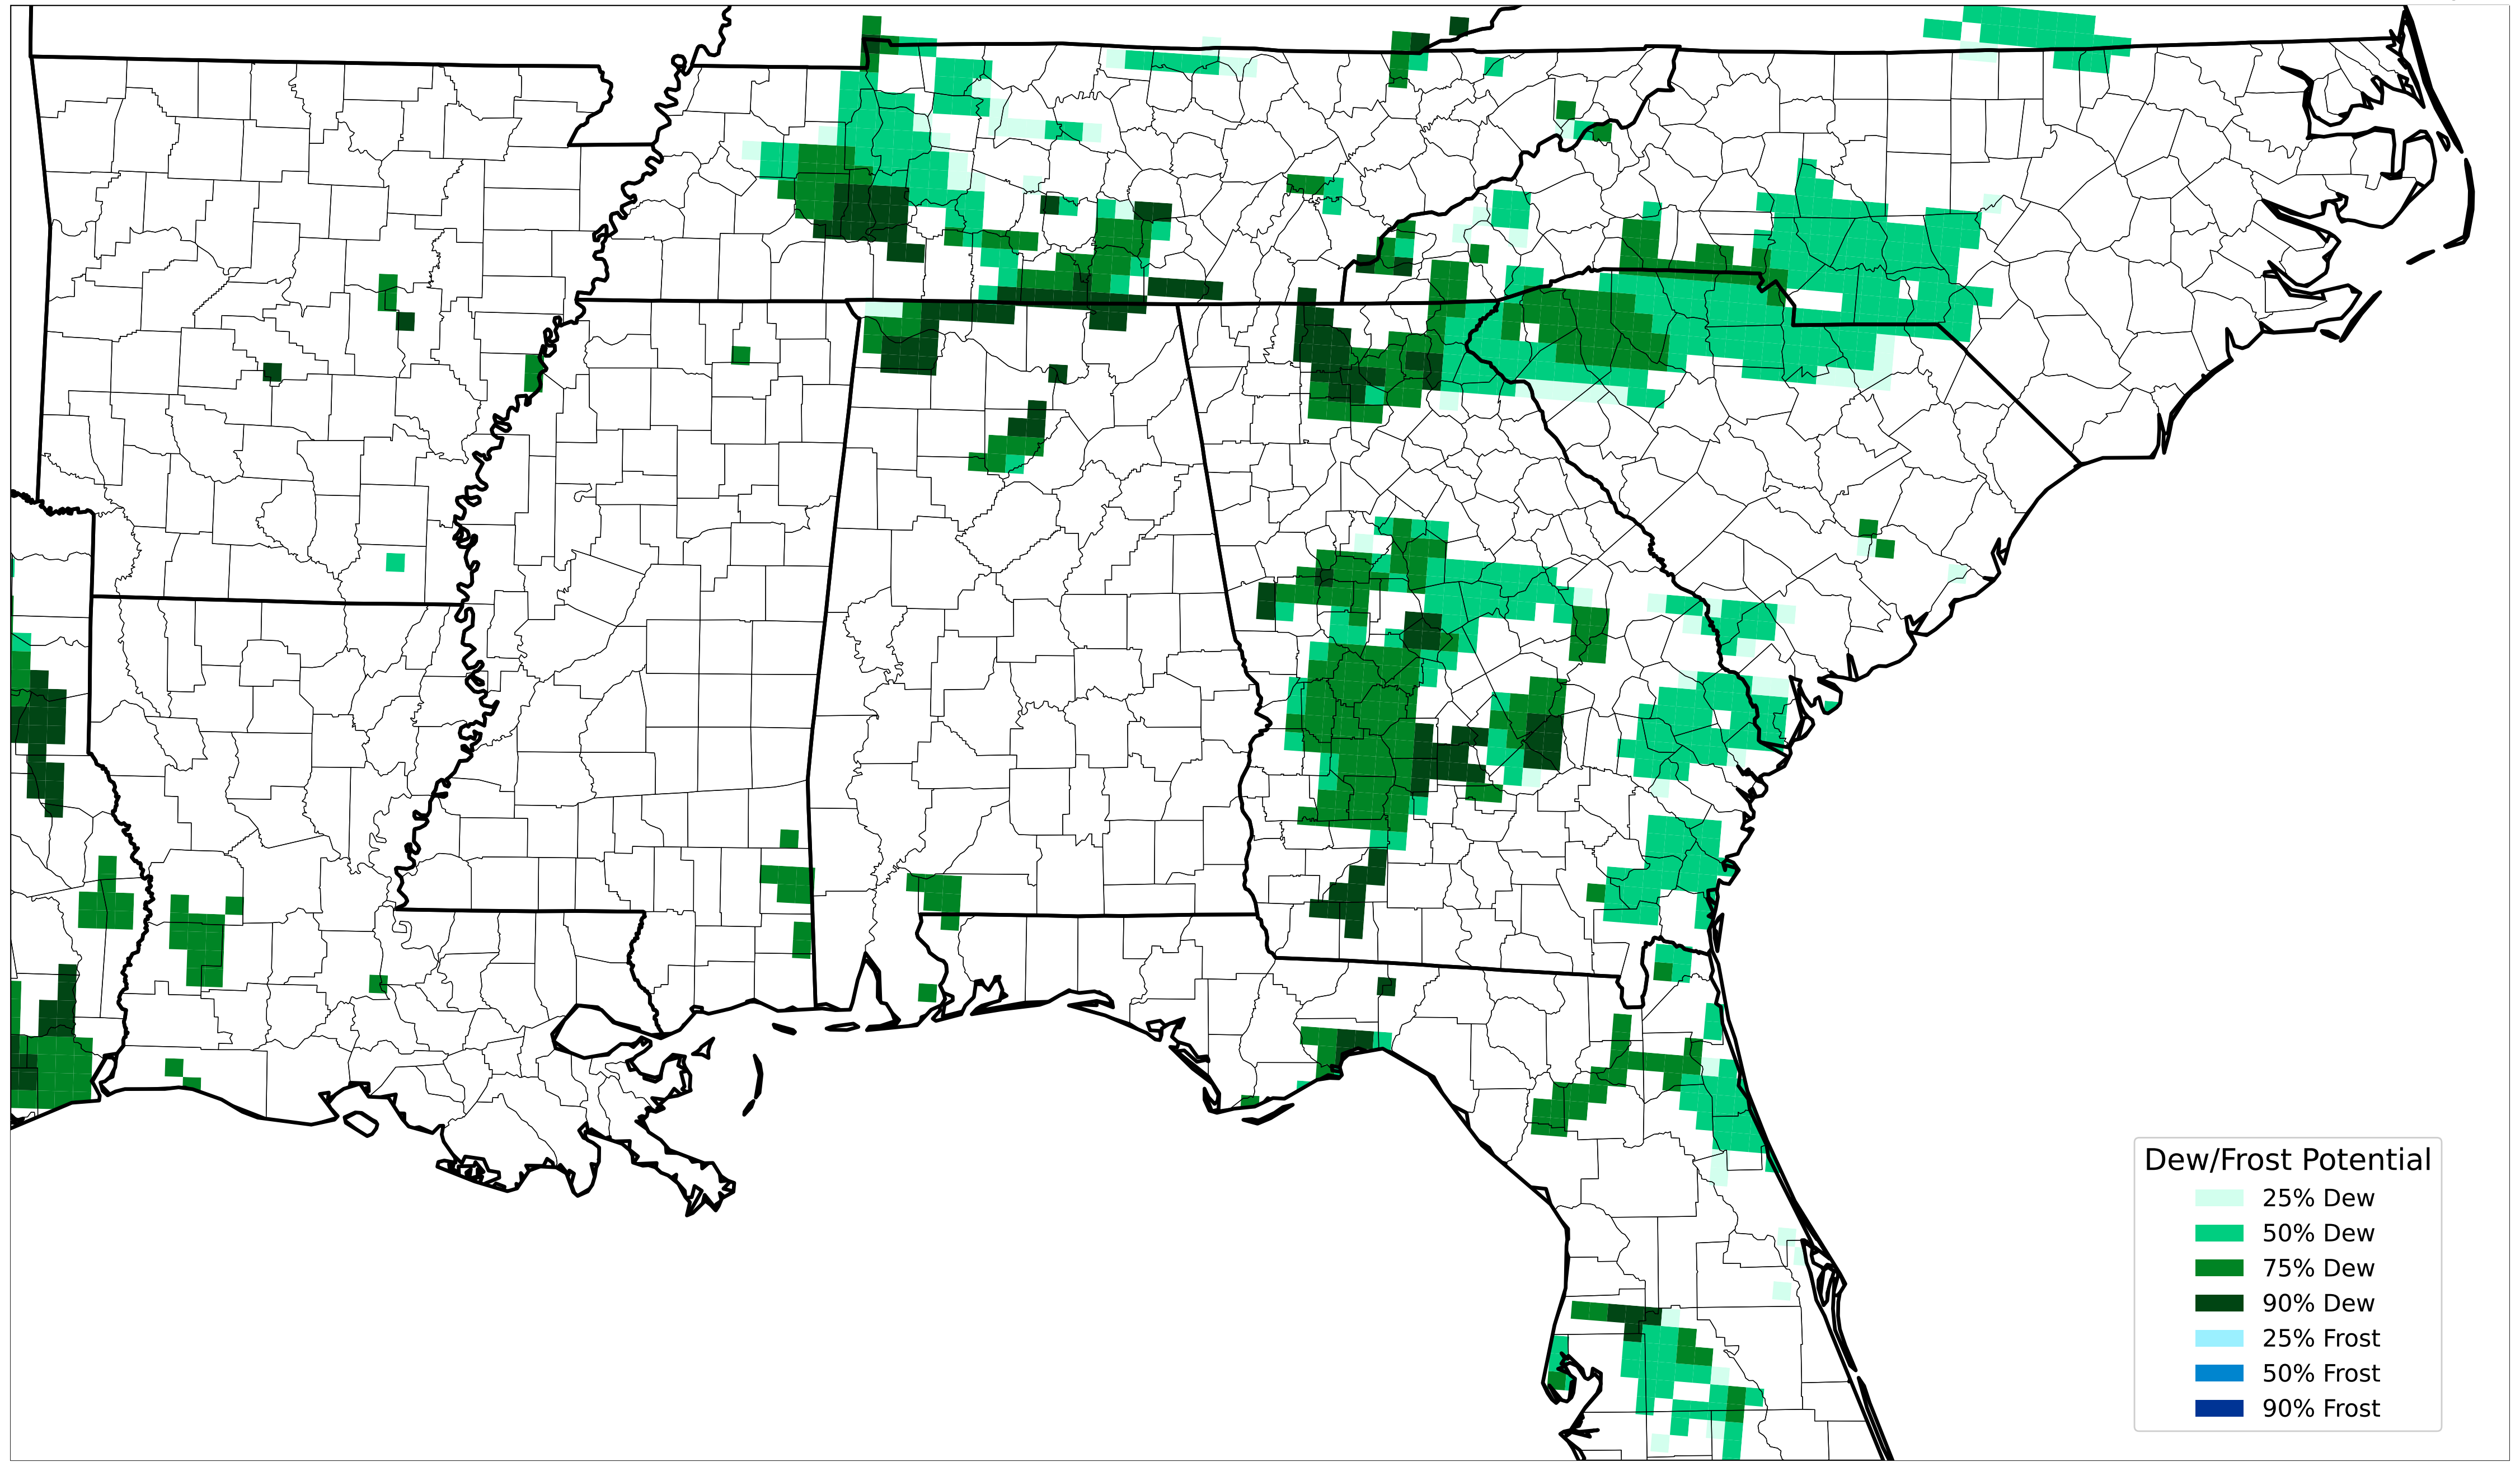 Dew/Frost Potential
25% Dew
50% Dew
75% Dew
90% Dew
25% Frost
50% Frost
90% Frost